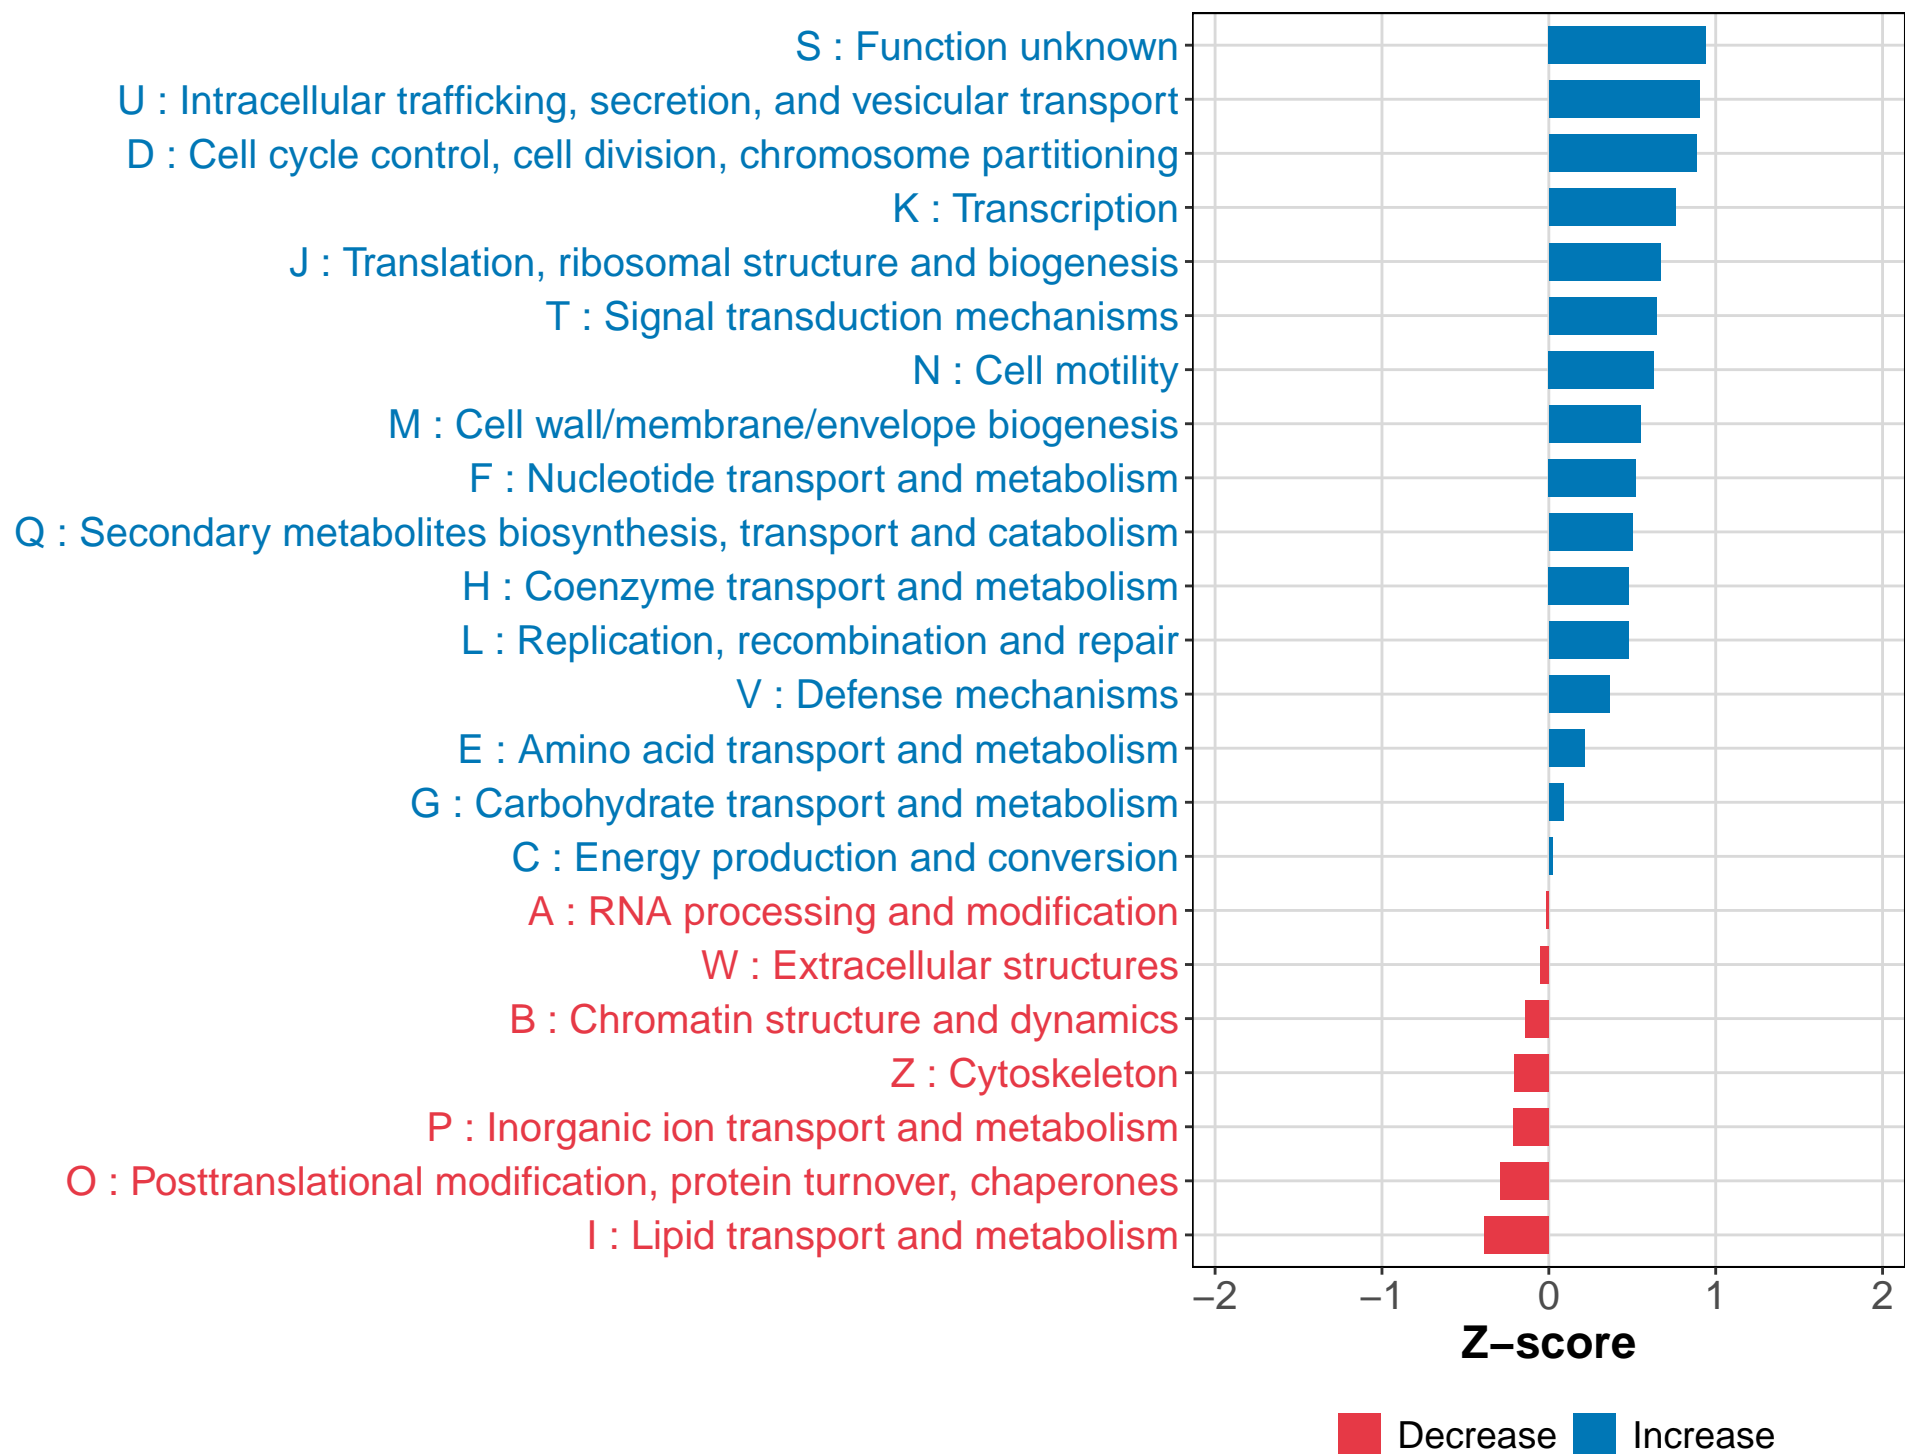 S : Function unknown
U : Intracellular trafficking, secretion, and vesicular transport
D : Cell cycle control, cell division, chromosome partitioning
K : Transcription
J : Translation, ribosomal structure and biogenesis
T : Signal transduction mechanisms
N : Cell motility
M : Cell wall/membrane/envelope biogenesis
F : Nucleotide transport and metabolism
Q : Secondary metabolites biosynthesis, transport and catabolism
H : Coenzyme transport and metabolism
L : Replication, recombination and repair
V : Defense mechanisms
E : Amino acid transport and metabolism
G : Carbohydrate transport and metabolism
C : Energy production and conversion
A : RNA processing and modification
W : Extracellular structures
B : Chromatin structure and dynamics
Z : Cytoskeleton
P : Inorganic ion transport and metabolism
O : Posttranslational modification, protein turnover, chaperones
I : Lipid transport and metabolism
−2 −1 0 1 2
Z−score
Decrease Increase